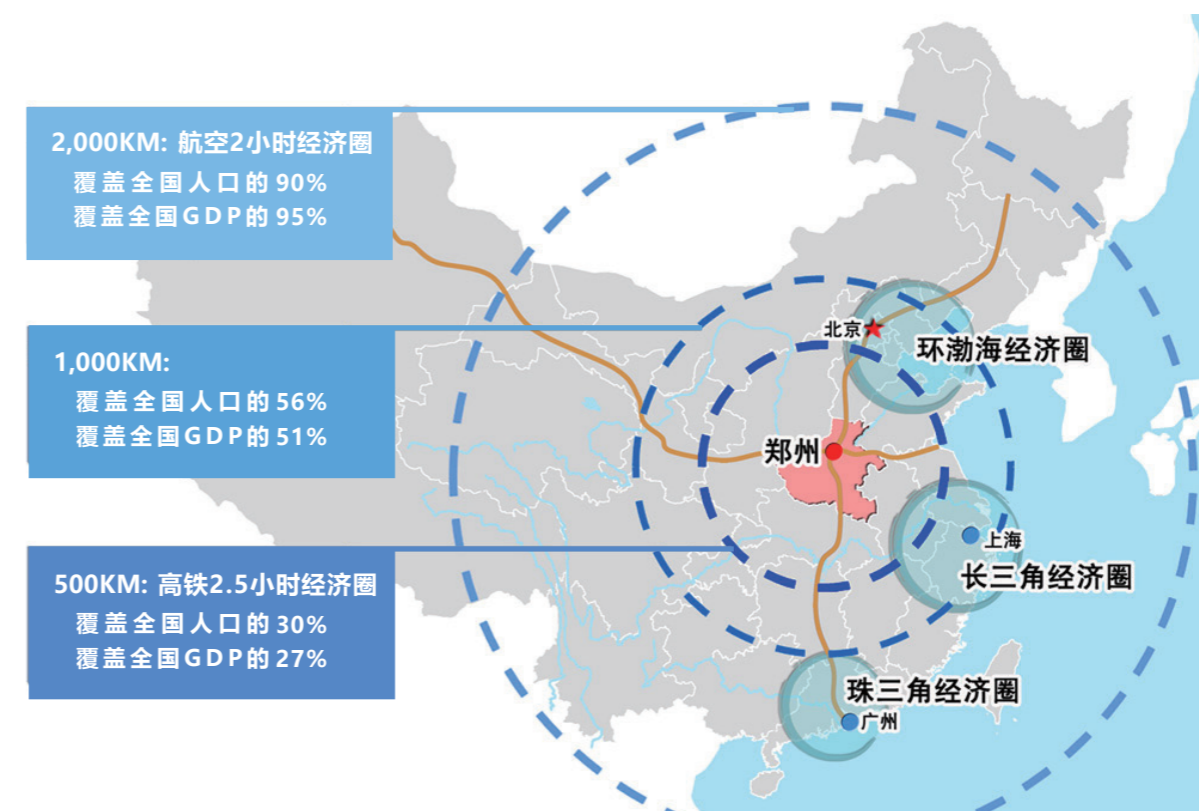 2,000KM: 航空2小时经济圈
覆盖全国人口的 90%
覆盖全国GDP的 95%
1,000KM:
覆盖全国人口的 56%
覆盖全国GDP的 51%
500KM: 高铁2.5小时经济圈
覆盖全国人口的 30%
覆盖全国GDP的 27%
北京
环渤海经济圈
郑州
上海
长三角经济圈
珠三角经济圈
广州